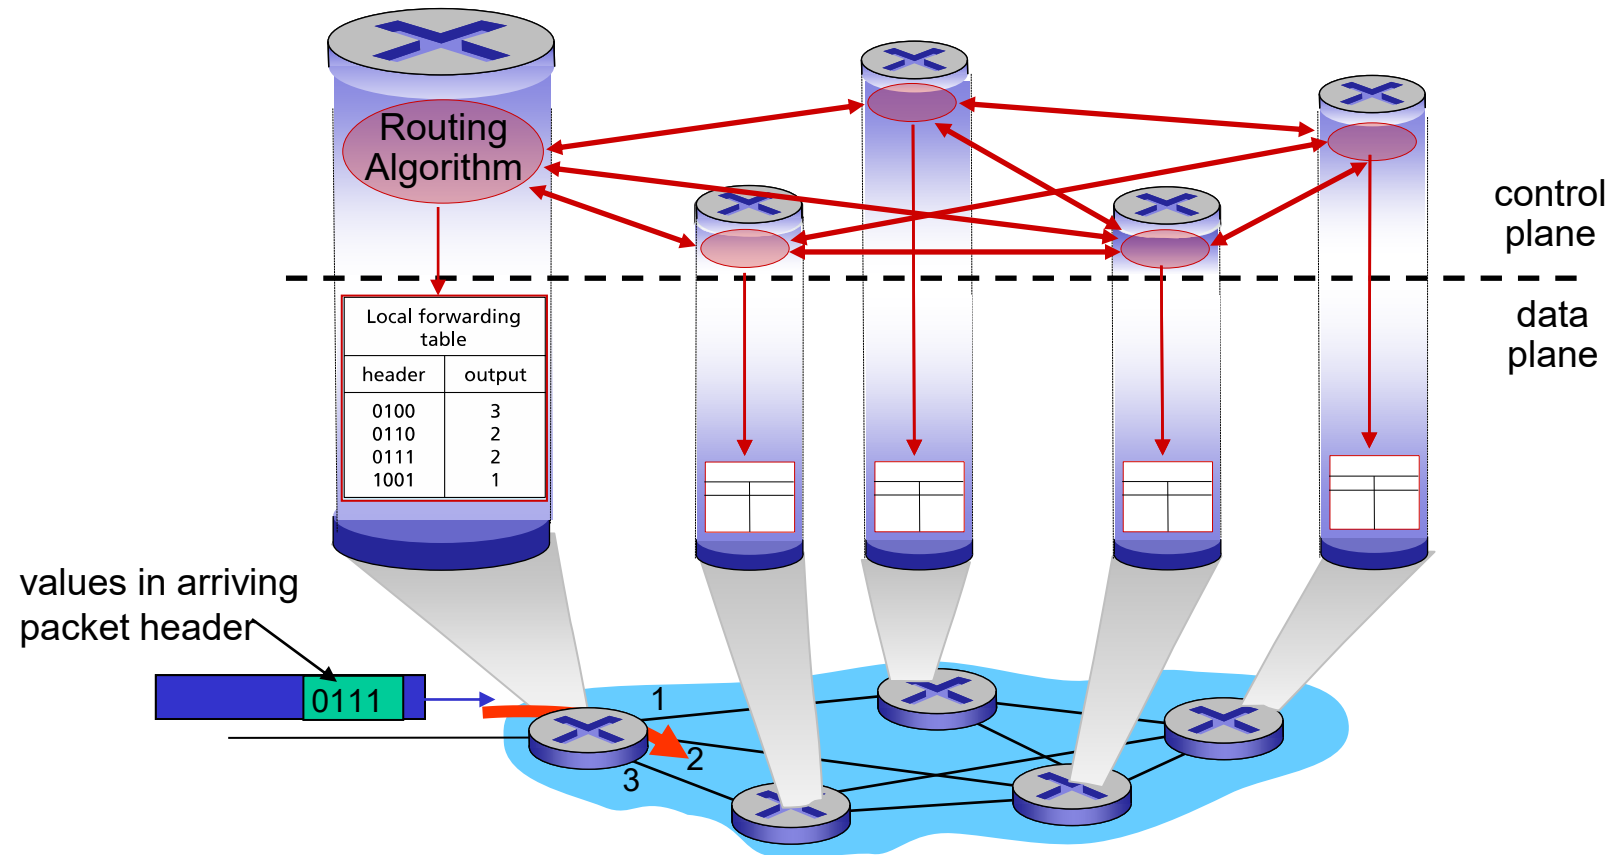 Routing
Algorithm
control
plane
data
plane
Local forwarding
table
header output
0100 3
0110 2
0111 2
1001 1
values in arriving
packet header
0111
1
2
3